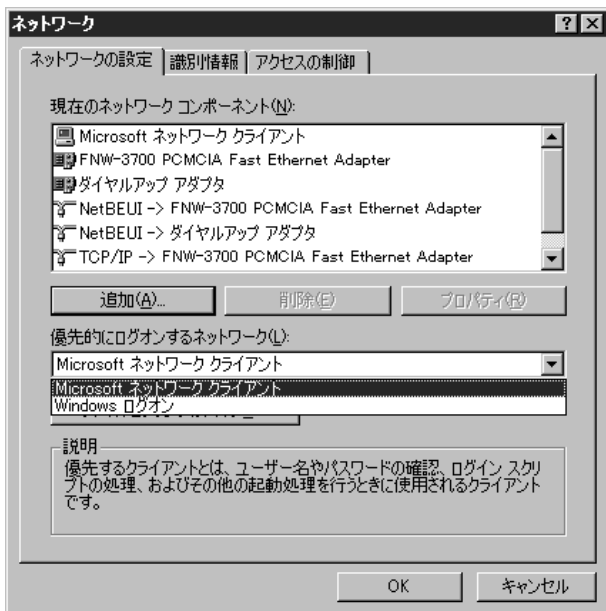 ネットワーク
ネットワークの設定 識別情報 アクセスの制御
現在のネットワーク コンポーネント(N):
Microsoft ネットワーク クライアント
FNW-3700 PCMCIA Fast Ethernet Adapter
ダイヤルアップ アダプタ
NetBEUI -> FNW-3700 PCMCIA Fast Ethernet Adapter
NetBEUI -> ダイヤルアップ アダプタ
TCP/IP -> FNW-3700 PCMCIA Fast Ethernet Adapter
追加(A)... 削除(E) プロパティ(R)
優先的にログオンするネットワーク(L):
Microsoft ネットワーク クライアント
Microsoft ネットワーク クライアント
Windows ログオン
説明
優先するクライアントとは、ユーザー名やパスワードの確認、ログイン スクリ
プトの処理、およびその他の起動処理を行うときに使用されるクライアント
です。
OK キャンセル